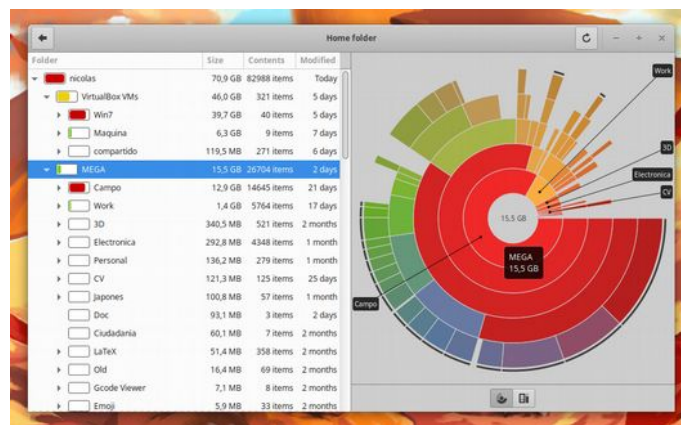 Home folder
Folder Size Contents Modified
nicolas 70,9 GB 82988 items Today
VirtualBox VMs 46,0 GB 321 items 5 days
Win7 39,7 GB 40 items 5 days
Maquina 6,3 GB 9 items 7 days
compartido 119,5 MB 271 items 6 days
MEGA 15,5 GB 26704 items 2 days
Campo 12,9 GB 14645 items 21 days
Work 1,4 GB 5764 items 17 days
3D 340,5 MB 521 items 2 months
Electronica 292,8 MB 4348 items 1 month
Personal 136,2 MB 279 items 1 month
CV 121,3 MB 125 items 25 days
Japones 100,8 MB 57 items 1 month
Doc 93,1 MB 3 items 2 days
Ciudadania 60,1 MB 7 items 2 months
LaTeX 51,4 MB 358 items 2 months
Old 16,4 MB 69 items 2 months
Gcode Viewer 7,1 MB 8 items 2 months
Emoji 5,9 MB 33 items 2 months
Work
3D
Electronica
CV
15,5 GB
MEGA
15,5 GB
Campo